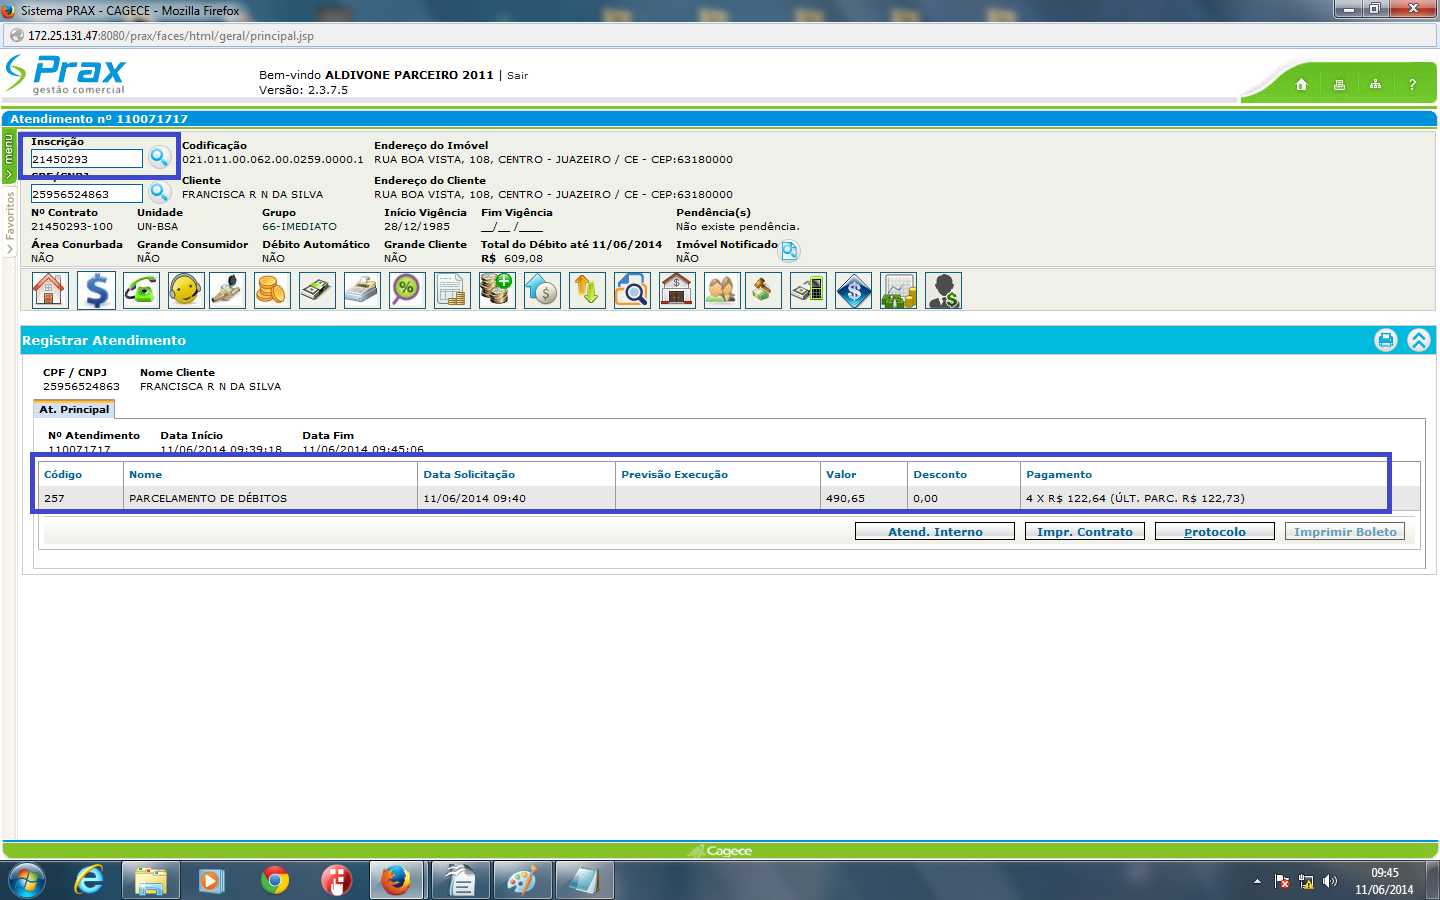 Sistema PRAX - CAGECE - Mozilla Firefox
172.25.131.47:8080/prax/faces/html/geral/principal.jsp
Prax
gestão comercial
Bem-vindo ALDIVONE PARCEIRO 2011 | Sair
Versão: 2.3.7.5
?
Atendimento nº 110071717
menu
Favoritos
Inscrição Codificação Endereço do Imóvel
21450293 021.011.00.062.00.0259.0000.1 RUA BOA VISTA, 108, CENTRO - JUAZEIRO / CE - CEP:63180000
CPF/CNPJ Cliente Endereço do Cliente
25956524863 FRANCISCA R N DA SILVA RUA BOA VISTA, 108, CENTRO - JUAZEIRO / CE - CEP:63180000
Nº Contrato Unidade Grupo Início Vigência Fim Vigência Pendência(s)
21450293-100 UN-BSA 66-IMEDIATO 28/12/1985 __/__ /____ Não existe pendência.
Área Conurbada Grande Consumidor Débito Automático Grande Cliente Total do Débito até 11/06/2014 Imóvel Notificado
NÃO NÃO NÃO NÃO R$ 609,08 NÃO
Registrar Atendimento
CPF / CNPJ Nome Cliente
25956524863 FRANCISCA R N DA SILVA
At. Principal
Nº Atendimento Data Início Data Fim
110071717 11/06/2014 09:39:18 11/06/2014 09:45:06
Código Nome Data Solicitação Previsão Execução Valor Desconto Pagamento
257 PARCELAMENTO DE DÉBITOS 11/06/2014 09:40 490,65 0,00 4 X R$ 122,64 (ÚLT. PARC. R$ 122,73)
Atend. Interno Impr. Contrato Protocolo Imprimir Boleto
Cagece
09:45
11/06/2014